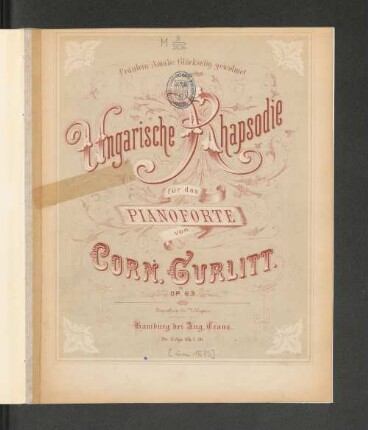 Fräulein Amalie Glückselig gewidmet
Ungarische Rhapsodie
für das
PIANOFORTE
von
CORN. GURLITT.
OP. 63.
Hamburg bei Aug. Cranz.